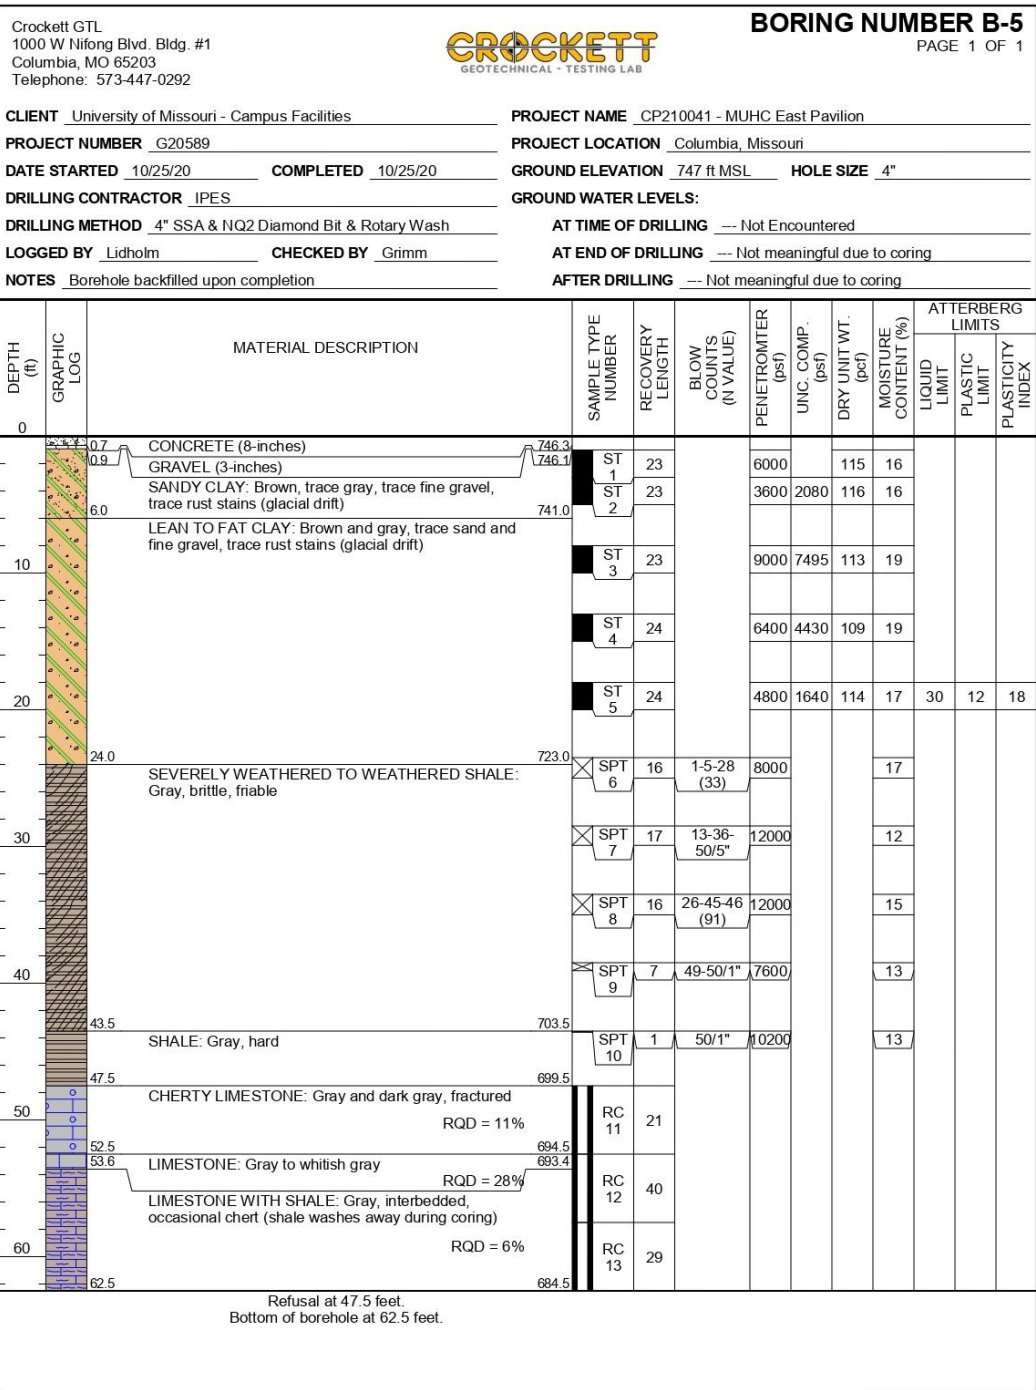 Crockett GTL
1000 W Nifong Blvd. Bldg. #1
Columbia, MO 65203
Telephone: 573-447-0292
CROCKETT
GEOTECHNICAL - TESTING LAB
BORING NUMBER B-5
PAGE 1 OF 1
CLIENT University of Missouri - Campus Facilities
PROJECT NAME CP210041 - MUHC East Pavilion
PROJECT NUMBER G20589
PROJECT LOCATION Columbia, Missouri
DATE STARTED 10/25/20 COMPLETED 10/25/20
GROUND ELEVATION 747 ft MSL HOLE SIZE 4"
DRILLING CONTRACTOR IPES
GROUND WATER LEVELS:
DRILLING METHOD 4" SSA & NQ2 Diamond Bit & Rotary Wash
AT TIME OF DRILLING --- Not Encountered
LOGGED BY Lidholm CHECKED BY Grimm
AT END OF DRILLING --- Not meaningful due to coring
NOTES Borehole backfilled upon completion
AFTER DRILLING --- Not meaningful due to coring
DEPTH (ft)
GRAPHIC LOG
MATERIAL DESCRIPTION
SAMPLE TYPE NUMBER
RECOVERY LENGTH
BLOW COUNTS (N VALUE)
PENETROMTER (psf)
UNC. COMP. (psf)
DRY UNIT WT. (pcf)
MOISTURE CONTENT (%)
ATTERBERG LIMITS
LIQUID LIMIT
PLASTIC LIMIT
PLASTICITY INDEX
0
0.7 CONCRETE (8-inches) 746.3
0.9 GRAVEL (3-inches) 746.1
ST 1 23 6000 115 16
SANDY CLAY: Brown, trace gray, trace fine gravel,
trace rust stains (glacial drift)
ST 2 23 3600 2080 116 16
6.0 741.0
LEAN TO FAT CLAY: Brown and gray, trace sand and
fine gravel, trace rust stains (glacial drift)
10 ST 3 23 9000 7495 113 19
ST 4 24 6400 4430 109 19
20 ST 5 24 4800 1640 114 17 30 12 18
24.0 723.0
SEVERELY WEATHERED TO WEATHERED SHALE:
Gray, brittle, friable
SPT 6 16 1-5-28 (33) 8000 17
30 SPT 7 17 13-36-50/5" 12000 12
SPT 8 16 26-45-46 (91) 12000 15
40 SPT 9 7 49-50/1" 7600 13
43.5 703.5
SHALE: Gray, hard
SPT 10 1 50/1" 10200 13
47.5 699.5
CHERTY LIMESTONE: Gray and dark gray, fractured
50 RQD = 11% RC 11 21
52.5 694.5
53.6 693.4
LIMESTONE: Gray to whitish gray
RQD = 28% RC 12 40
LIMESTONE WITH SHALE: Gray, interbedded,
occasional chert (shale washes away during coring)
60 RQD = 6% RC 13 29
62.5 684.5
Refusal at 47.5 feet.
Bottom of borehole at 62.5 feet.